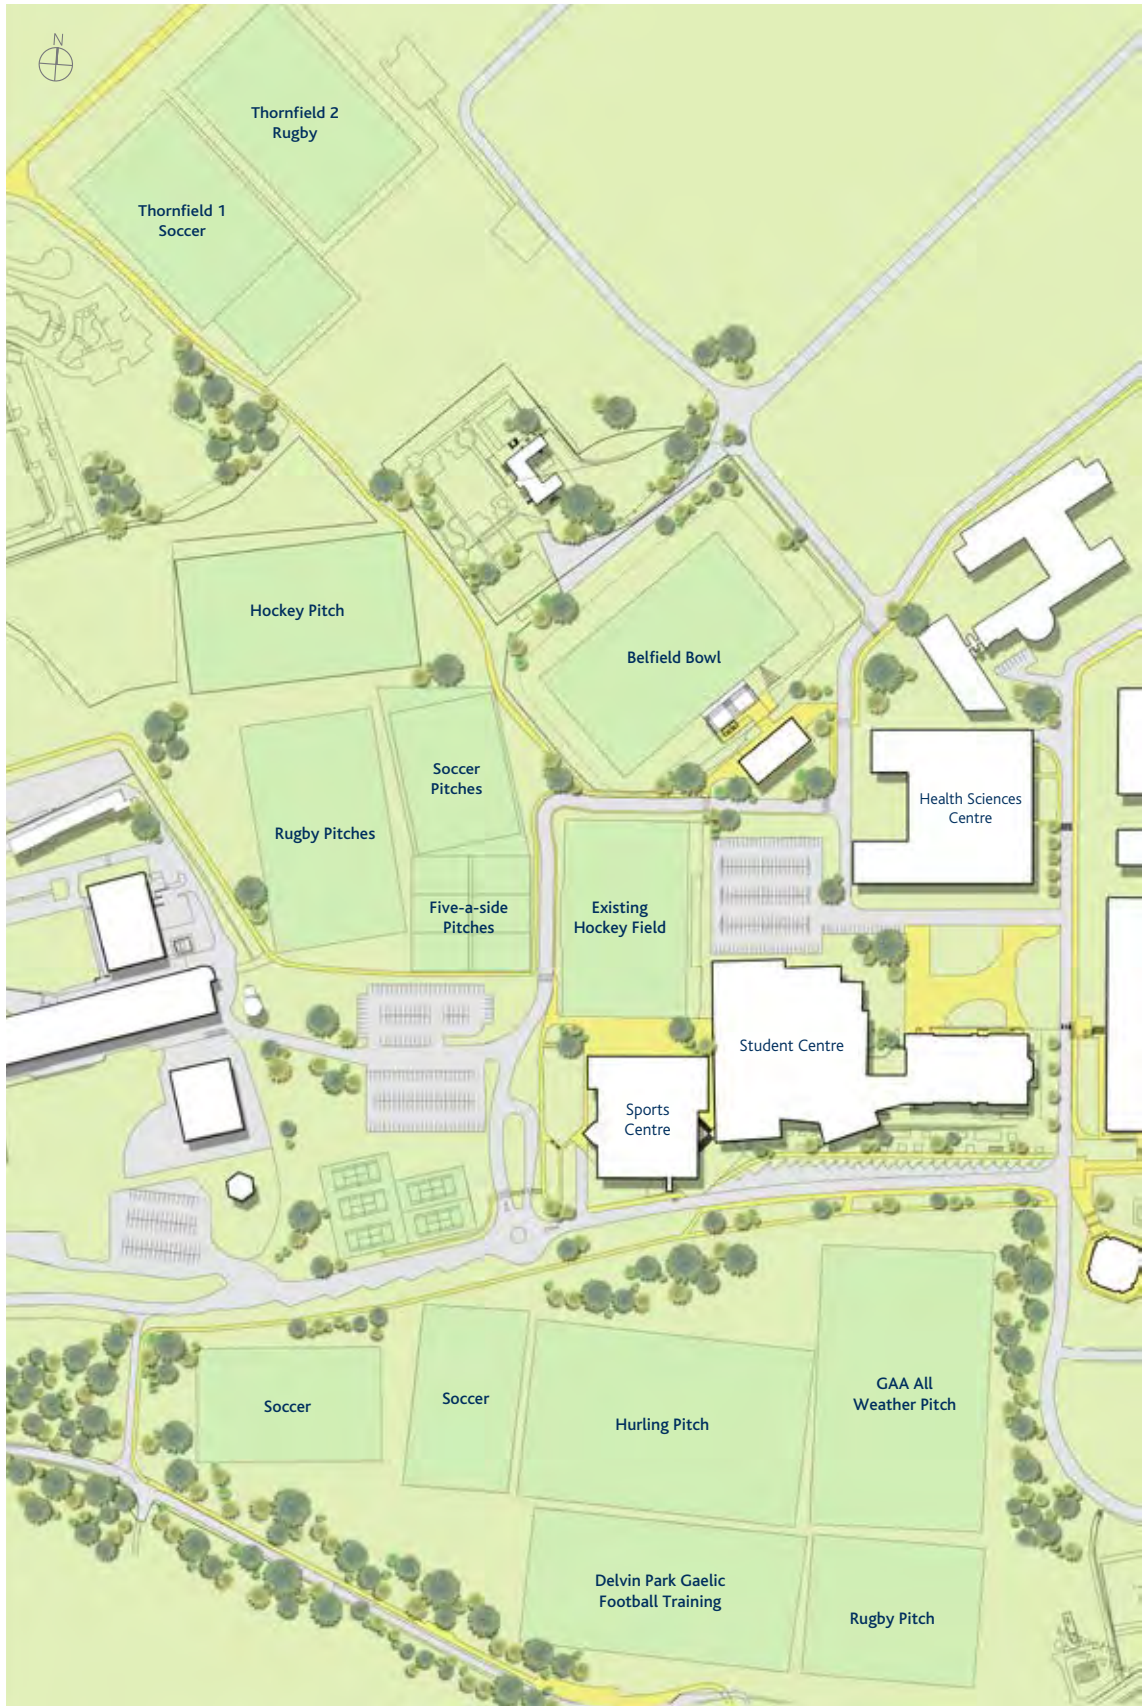 N
Thornfield 2
Rugby
Thornfield 1
Soccer
Hockey Pitch
Belfield Bowl
Soccer
Pitches
Rugby Pitches
Health Sciences
Centre
Five-a-side
Pitches
Existing
Hockey Field
Student Centre
Sports
Centre
Soccer
Soccer
Hurling Pitch
GAA All
Weather Pitch
Delvin Park Gaelic
Football Training
Rugby Pitch